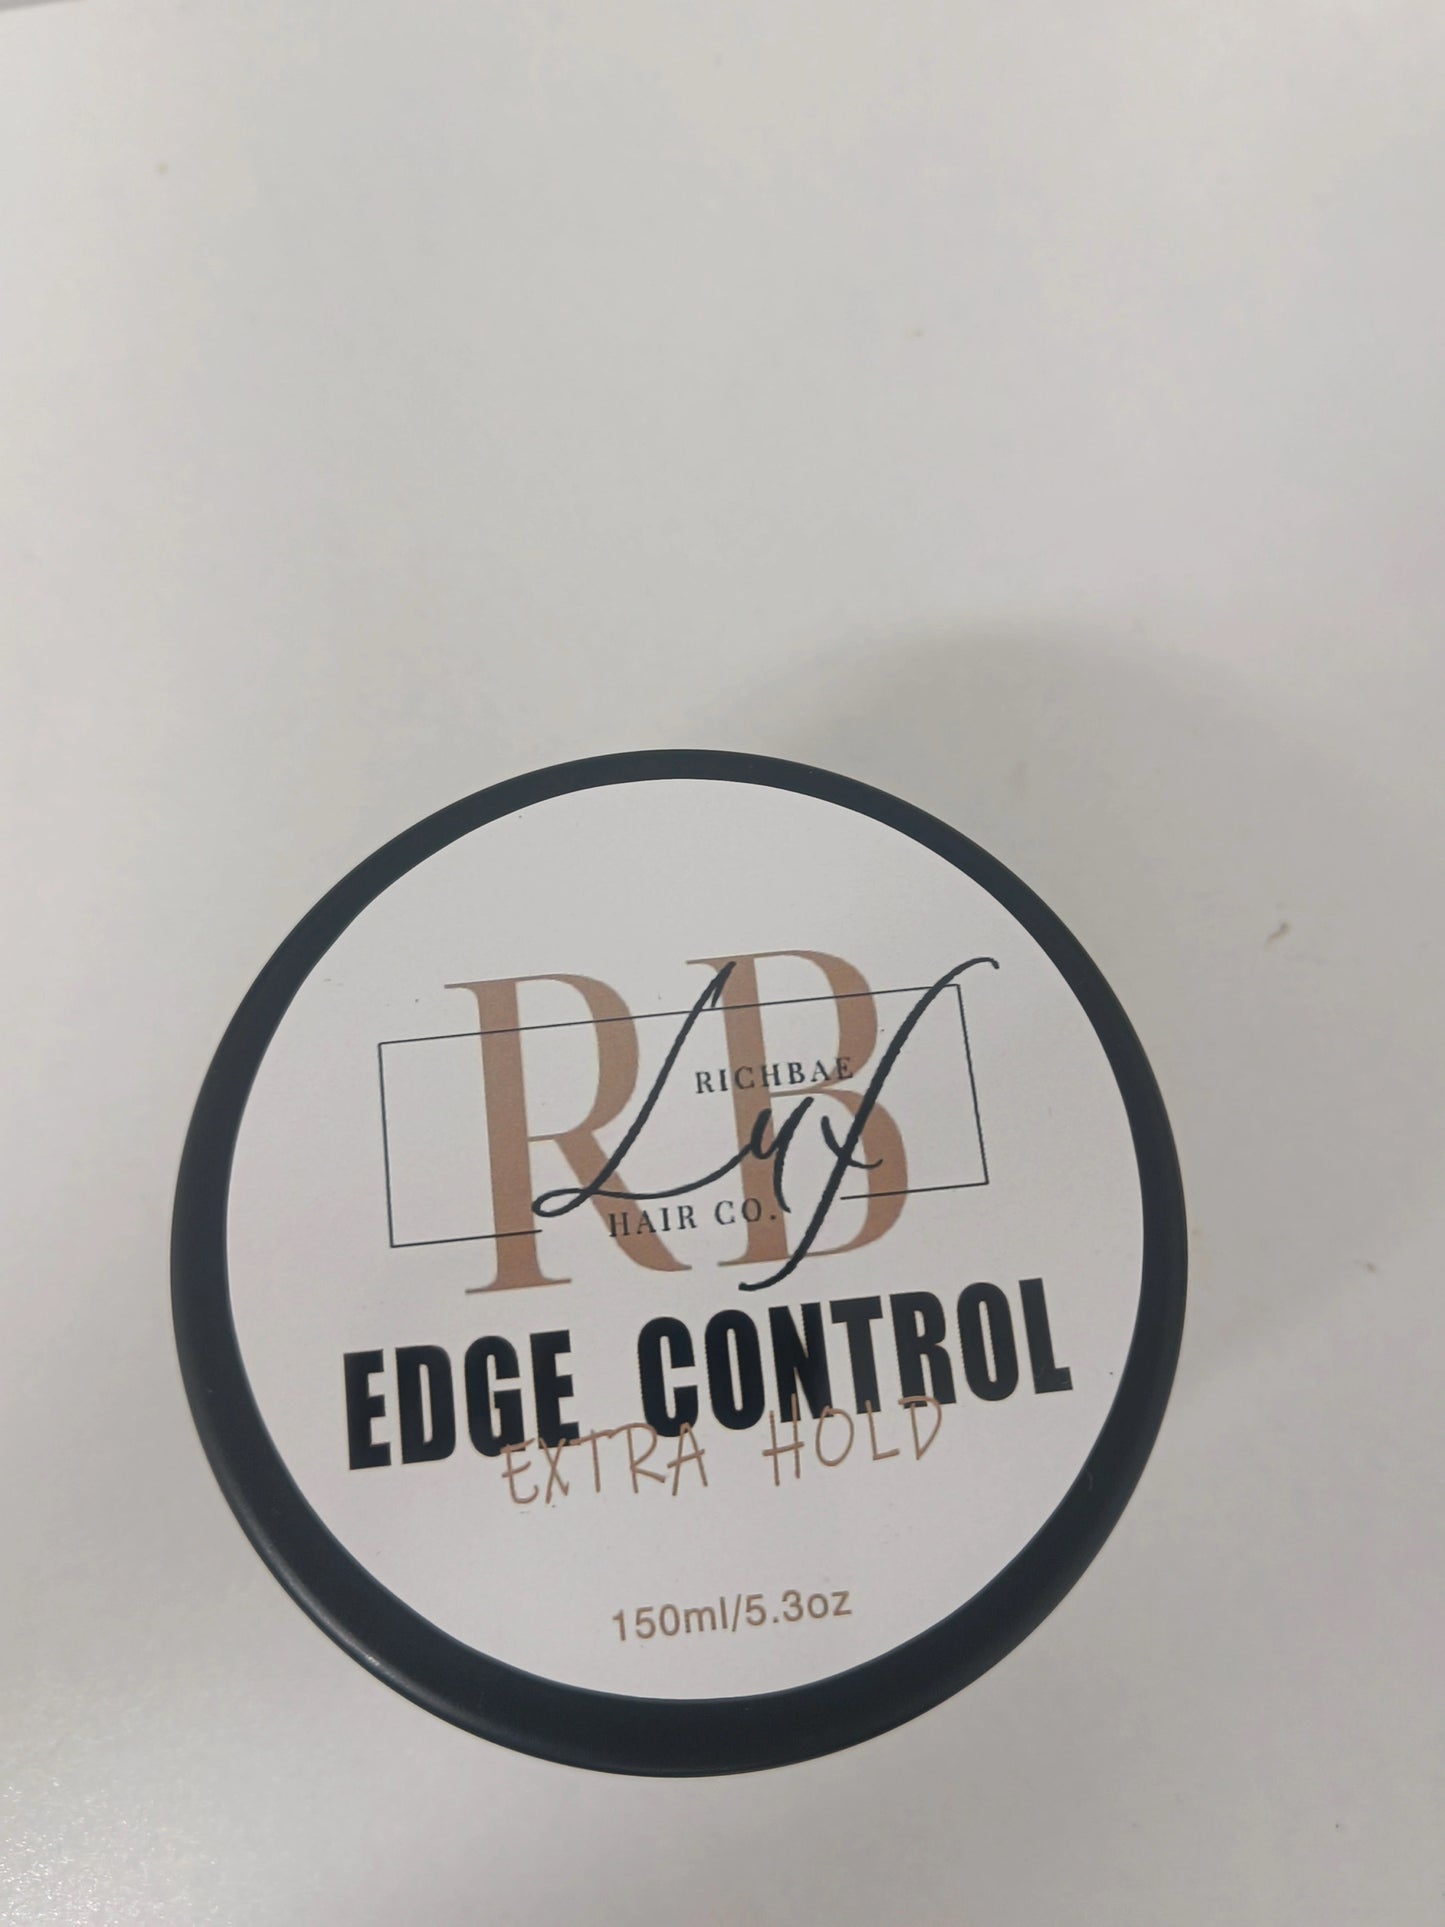 RB
RICHBAE
Lux
HAIR CO.
EDGE CONTROL
EXTRA HOLD
150ml/5.3oz